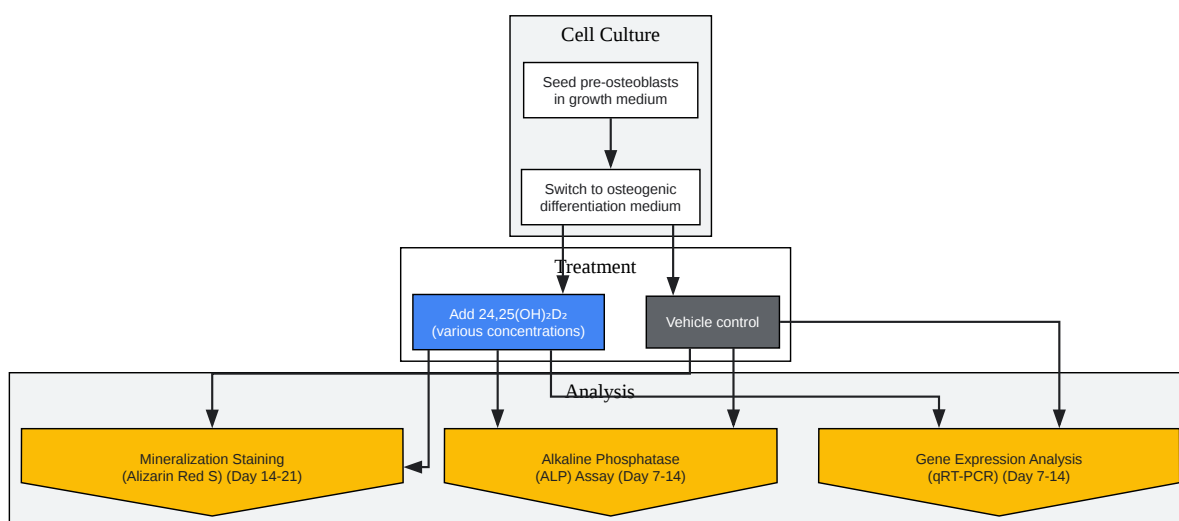 Cell Culture
Seed pre-osteoblasts
in growth medium
Switch to osteogenic
differentiation medium
Treatment
Add 24,25(OH)₂D₂
(various concentrations)
Vehicle control
Analysis
Mineralization Staining
(Alizarin Red S) (Day 14-21)
Alkaline Phosphatase
(ALP) Assay (Day 7-14)
Gene Expression Analysis
(qRT-PCR) (Day 7-14)